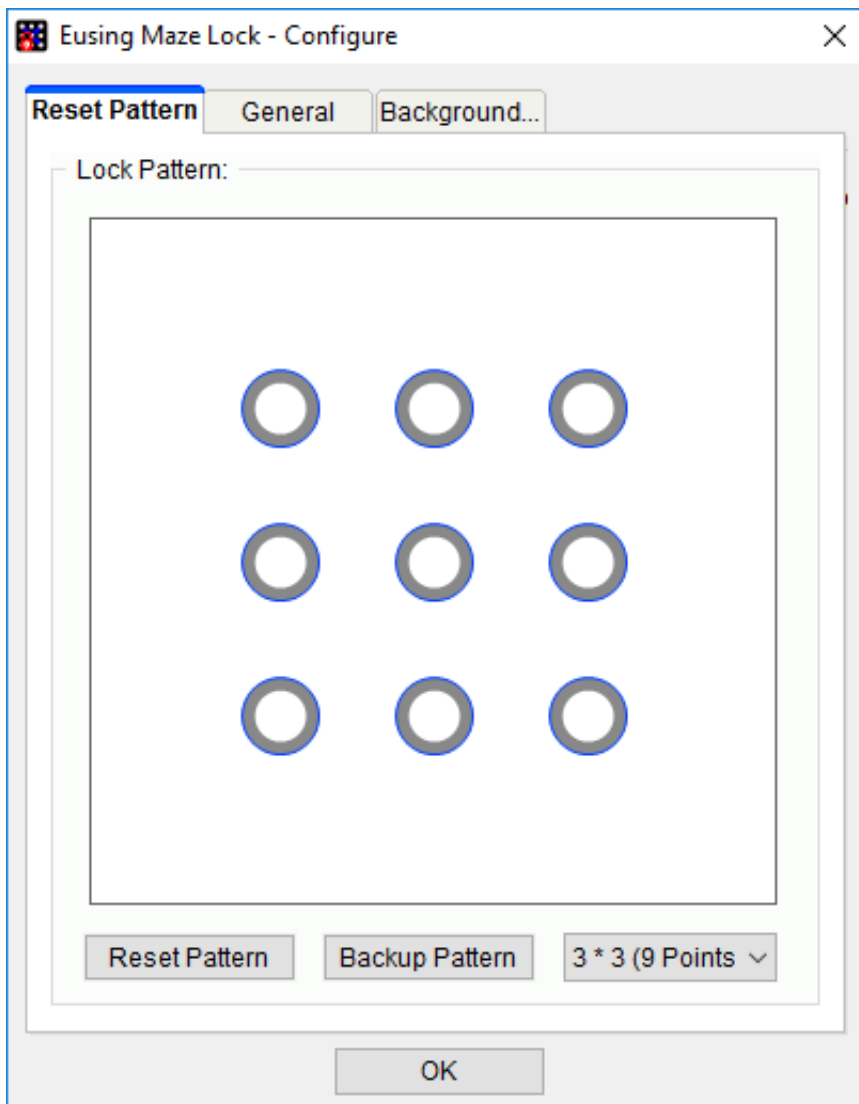 Eusing Maze Lock - Configure
Reset Pattern General Background...
Lock Pattern:
Reset Pattern Backup Pattern 3 * 3 (9 Points
OK